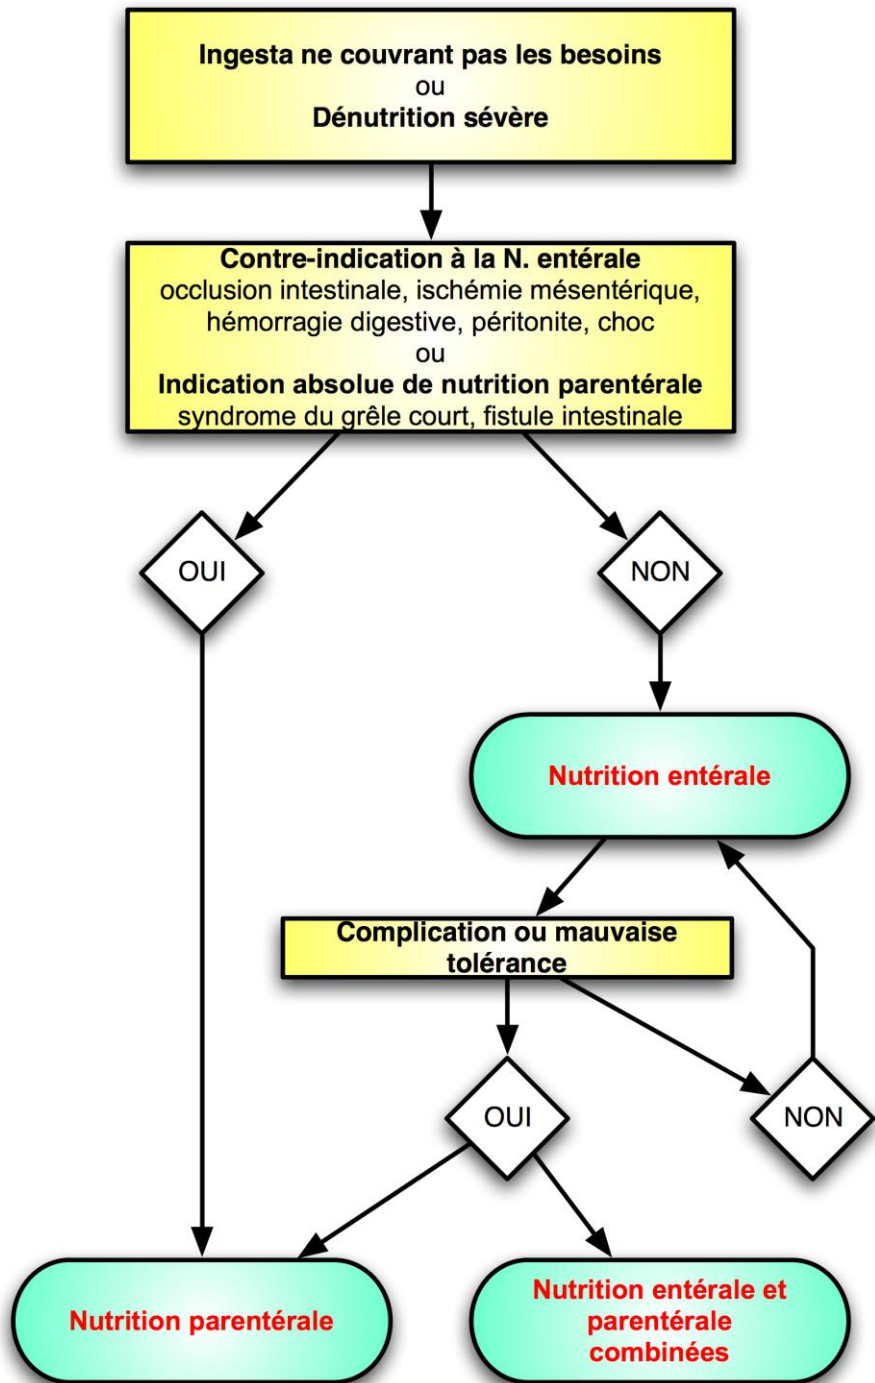 Ingesta ne couvrant pas les besoins
ou
Dénutrition sévère
Contre-indication à la N. entérale
occlusion intestinale, ischémie mésentérique,
hémorragie digestive, péritonite, choc
ou
Indication absolue de nutrition parentérale
syndrome du grêle court, fistule intestinale
OUI
NON
Nutrition entérale
Complication ou mauvaise
tolérance
OUI
NON
Nutrition parentérale
Nutrition entérale et
parentérale
combinées